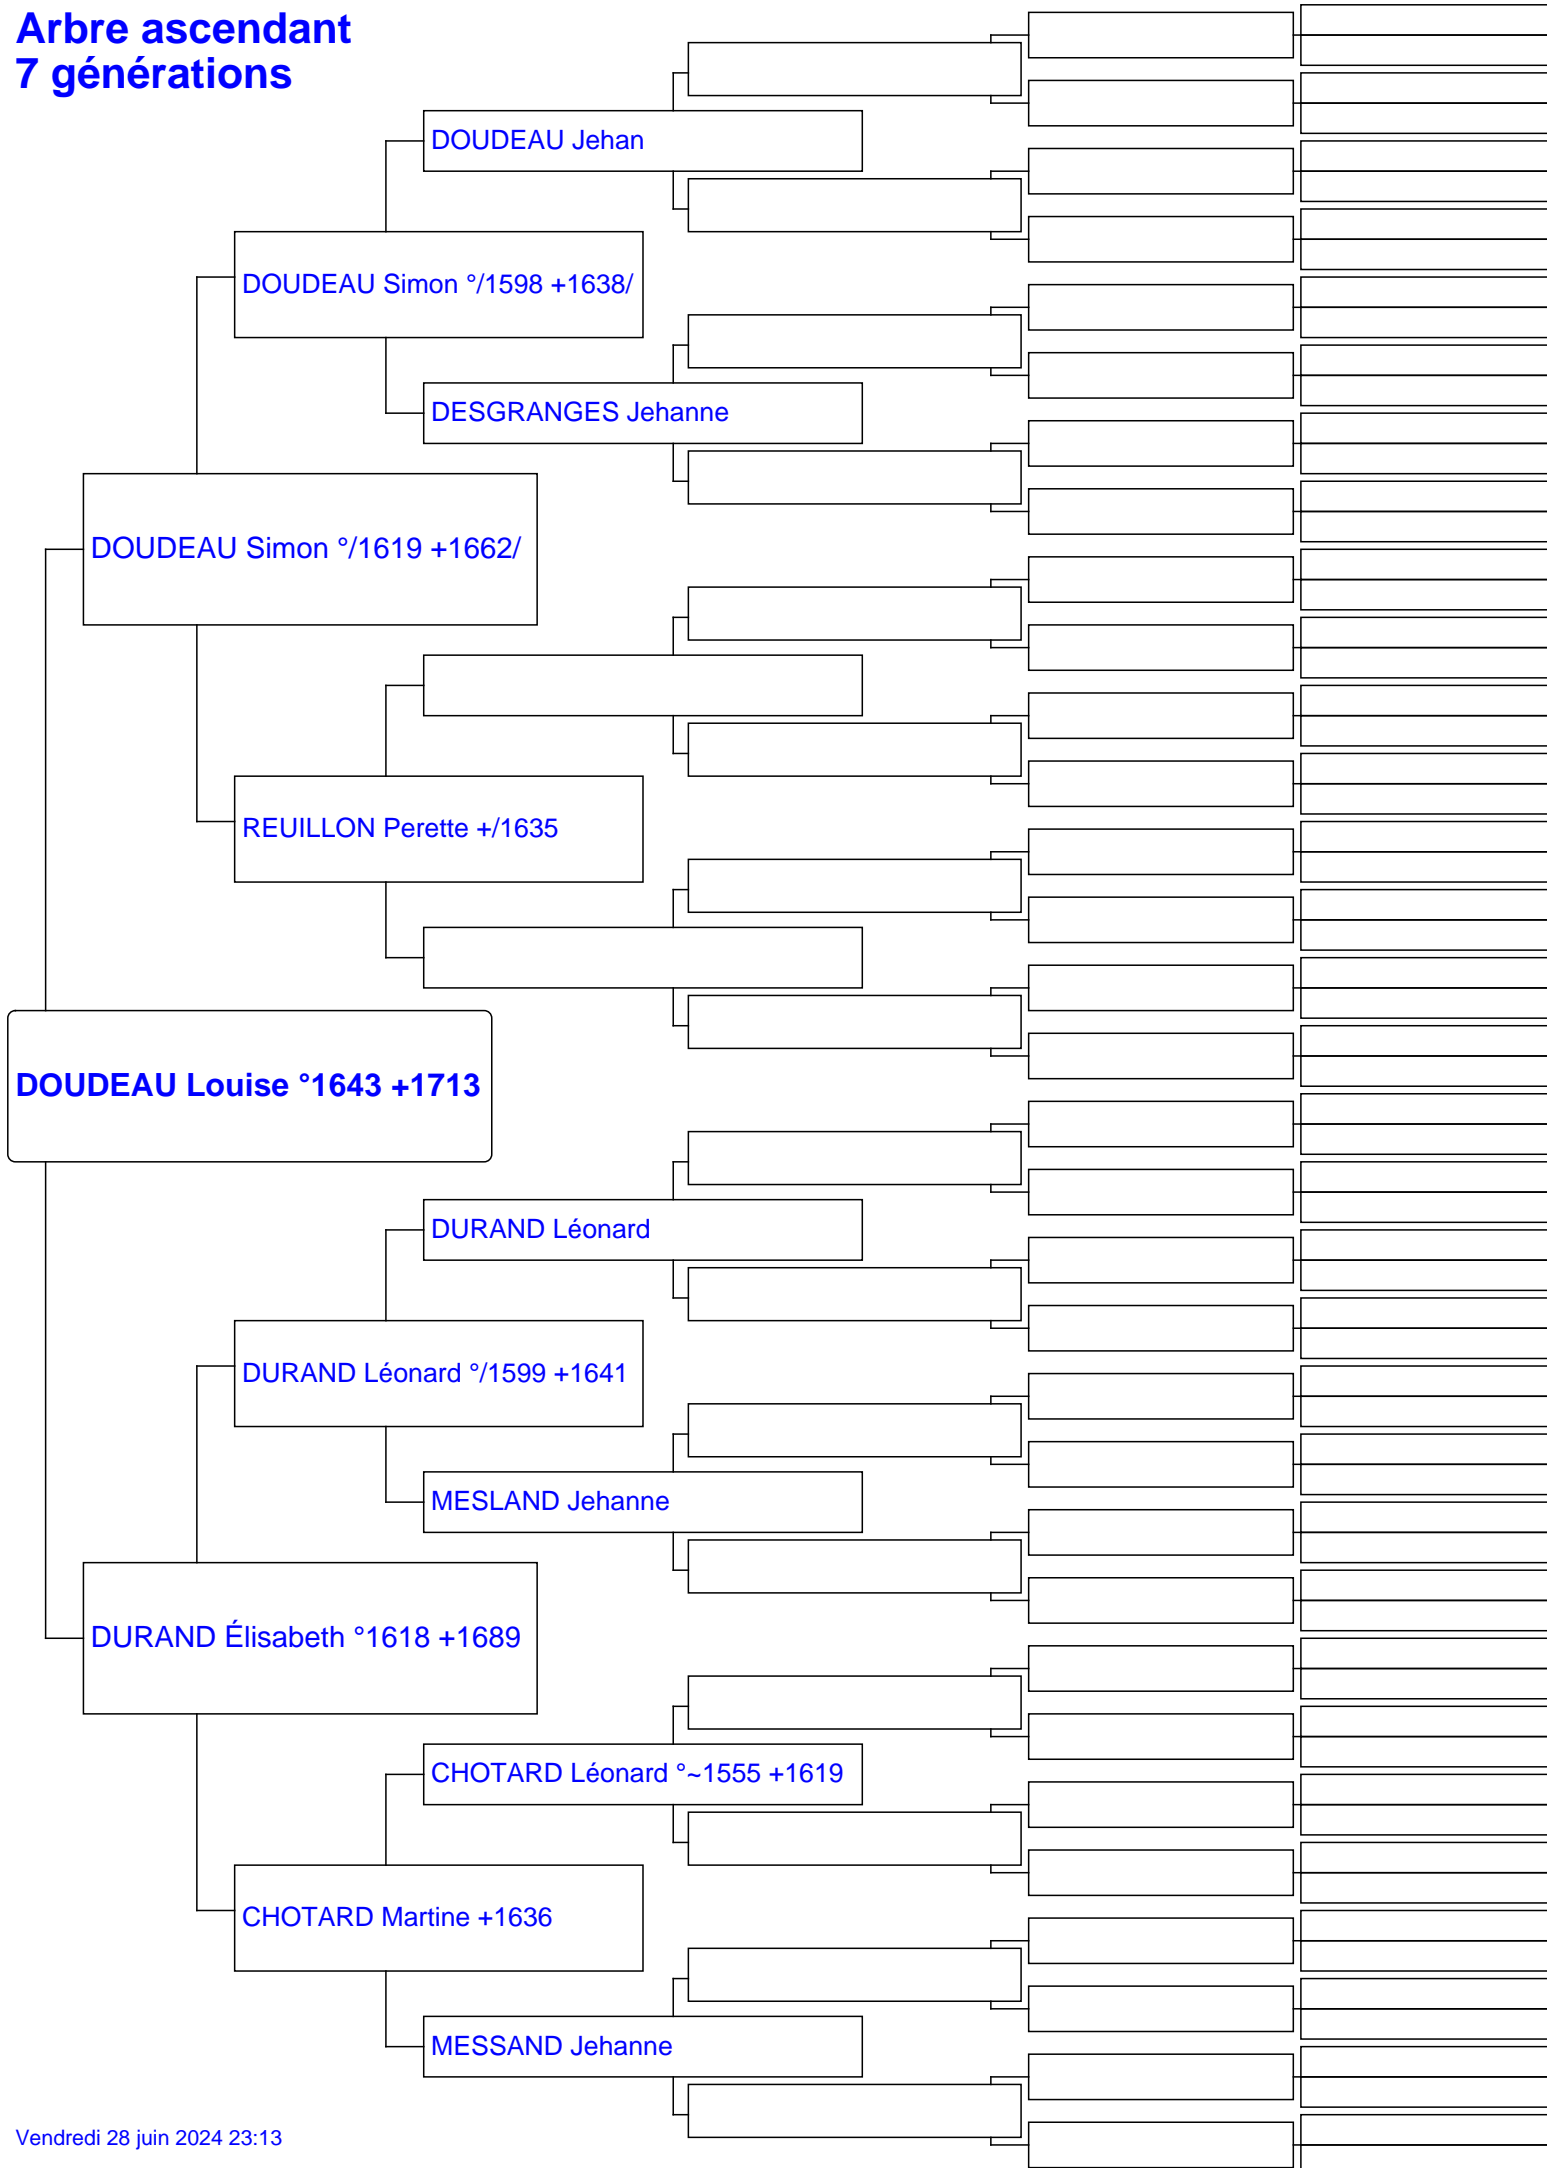 Arbre ascendant
7 générations
DOUDEAU Jehan
DOUDEAU Simon °/1598 +1638/
DESGRANGES Jehanne
DOUDEAU Simon °/1619 +1662/
REUILLON Perette +/1635
DOUDEAU Louise °1643 +1713
DURAND Léonard
DURAND Léonard °/1599 +1641
MESLAND Jehanne
DURAND Élisabeth °1618 +1689
CHOTARD Léonard °~1555 +1619
CHOTARD Martine +1636
MESSAND Jehanne
Vendredi 28 juin 2024 23:13